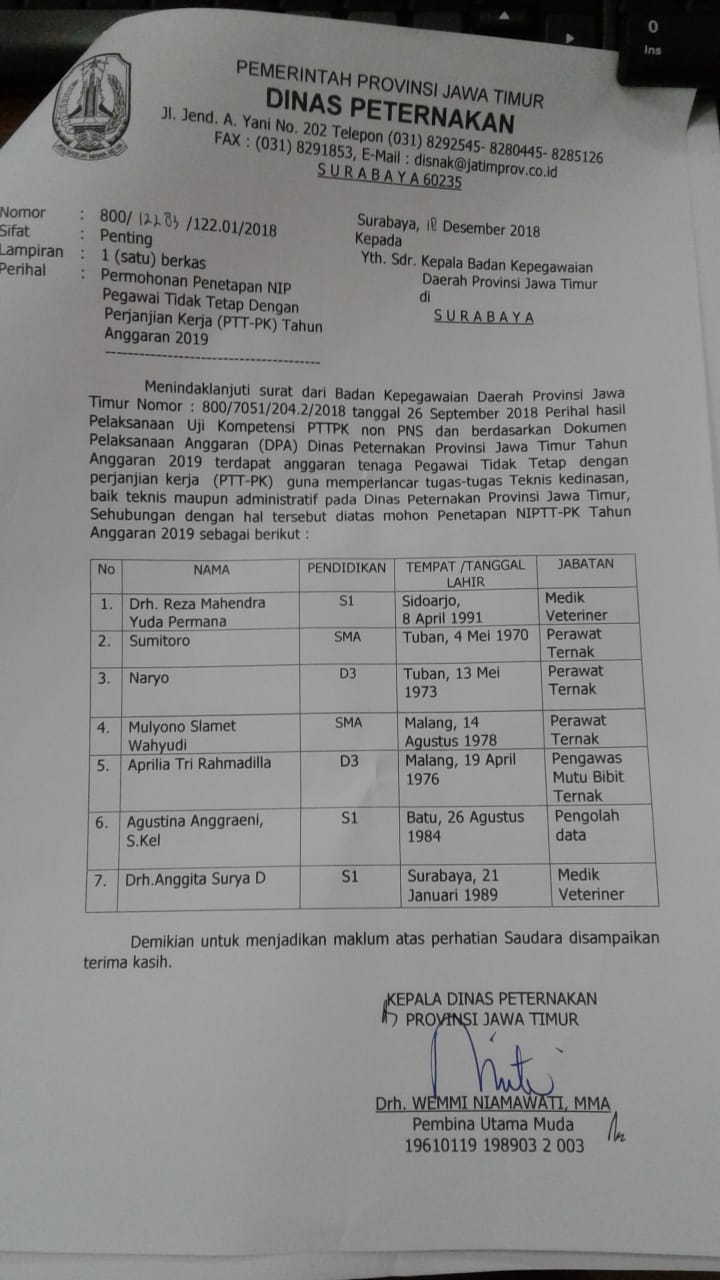 0
Ins
PEMERINTAH PROVINSI JAWA TIMUR
DINAS PETERNAKAN
Jl. Jend. A. Yani No. 202 Telepon (031) 8292545- 8280445- 8285126
FAX : (031) 8291853, E-Mail : disnak@jatimprov.co.id
SURABAYA 60235
Nomor : 800/ 12283 /122.01/2018
Sifat : Penting
Lampiran : 1 (satu) berkas
Perihal : Permohonan Penetapan NIP
Pegawai Tidak Tetap Dengan
Perjanjian Kerja (PTT-PK) Tahun
Anggaran 2019
Surabaya, 18 Desember 2018
Kepada
Yth. Sdr. Kepala Badan Kepegawaian
Daerah Provinsi Jawa Timur
di
SURABAYA
Menindaklanjuti surat dari Badan Kepegawaian Daerah Provinsi Jawa
Timur Nomor : 800/7051/204.2/2018 tanggal 26 September 2018 Perihal hasil
Pelaksanaan Uji Kompetensi PTTPK non PNS dan berdasarkan Dokumen
Pelaksanaan Anggaran (DPA) Dinas Peternakan Provinsi Jawa Timur Tahun
Anggaran 2019 terdapat anggaran tenaga Pegawai Tidak Tetap dengan
perjanjian kerja (PTT-PK) guna memperlancar tugas-tugas Teknis kedinasan,
baik teknis maupun administratif pada Dinas Peternakan Provinsi Jawa Timur,
Sehubungan dengan hal tersebut diatas mohon Penetapan NIPTT-PK Tahun
Anggaran 2019 sebagai berikut :
No NAMA PENDIDIKAN TEMPAT /TANGGAL LAHIR JABATAN
1. Drh. Reza Mahendra Yuda Permana S1 Sidoarjo, 8 April 1991 Medik Veteriner
2. Sumitoro SMA Tuban, 4 Mei 1970 Perawat Ternak
3. Naryo D3 Tuban, 13 Mei 1973 Perawat Ternak
4. Mulyono Slamet Wahyudi SMA Malang, 14 Agustus 1978 Perawat Ternak
5. Aprilia Tri Rahmadilla D3 Malang, 19 April 1976 Pengawas Mutu Bibit Ternak
6. Agustina Anggraeni, S.Kel S1 Batu, 26 Agustus 1984 Pengolah data
7. Drh.Anggita Surya D S1 Surabaya, 21 Januari 1989 Medik Veteriner
Demikian untuk menjadikan maklum atas perhatian Saudara disampaikan
terima kasih.
KEPALA DINAS PETERNAKAN
PROVINSI JAWA TIMUR
Drh. WEMMI NIAMAWATI, MMA
Pembina Utama Muda
19610119 198903 2 003